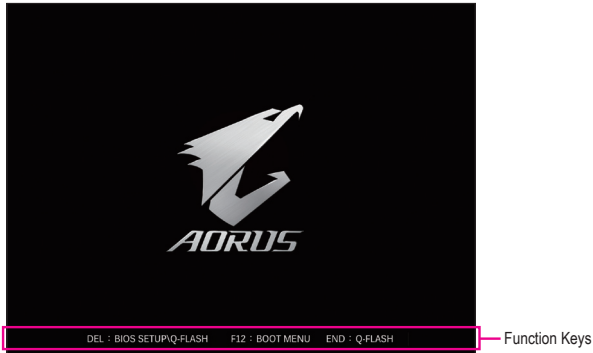 AORUS
DEL : BIOS SETUP\Q-FLASH F12 : BOOT MENU END : Q-FLASH
Function Keys